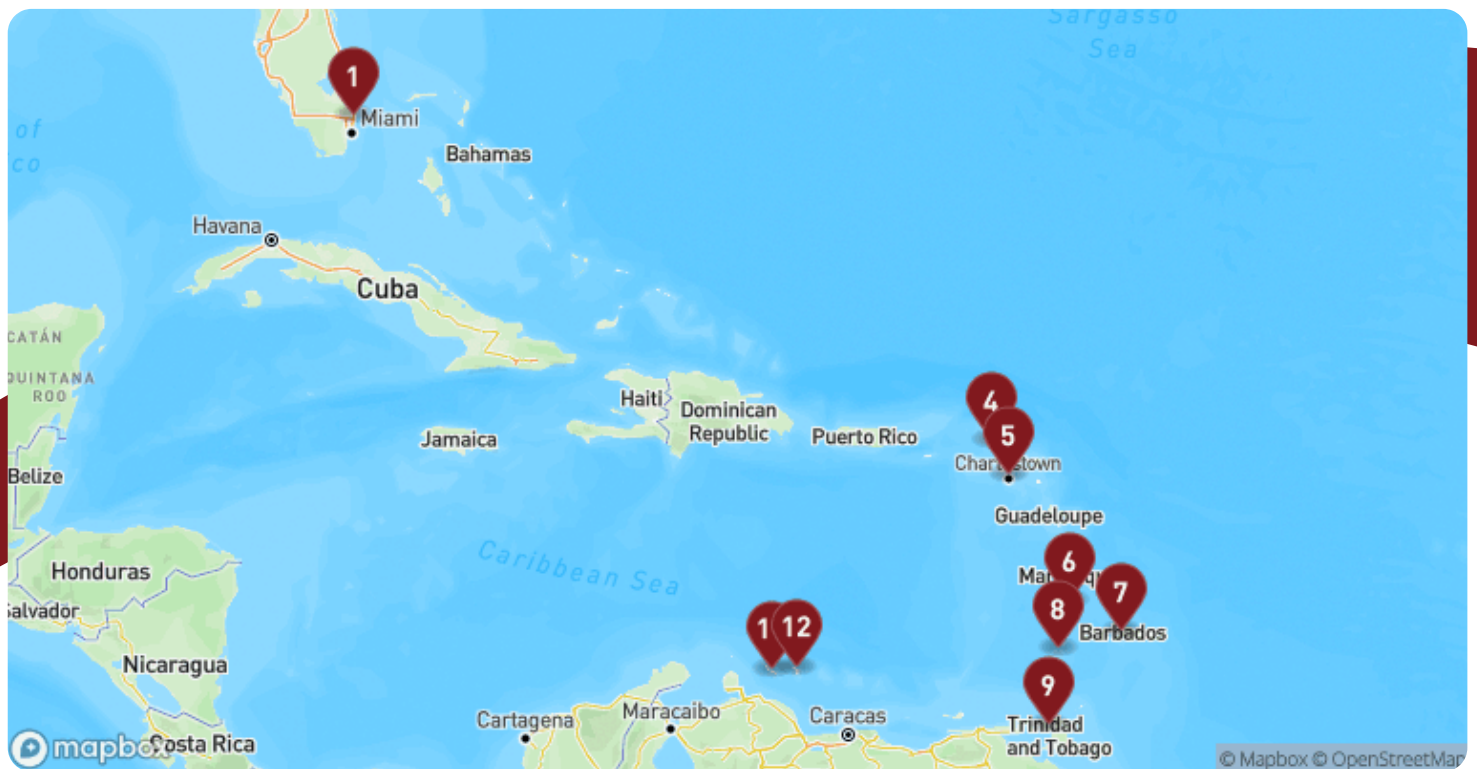 Sargasso
Sea
1
Miami
of
co
Bahamas
Havana
Cuba
CATÁN
QUINTANA
ROO
Haiti
Dominican
Republic
Puerto Rico
4
5
Jamaica
Belize
Guadeloupe
Caribbean Sea
Honduras
6
7
8
Salvador
1
12
Barbados
Nicaragua
9
Cartagena
Maracaibo
Caracas
Trinidad
and Tobago
mapbox
Costa Rica
© Mapbox © OpenStreetMap